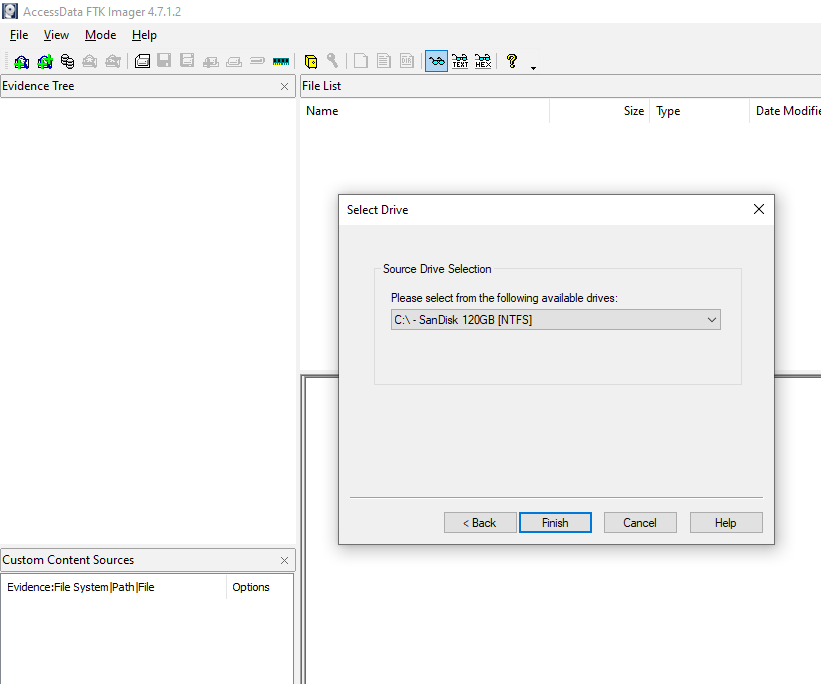 AccessData FTK Imager 4.7.1.2
File View Mode Help
TEXT HEX ?
Evidence Tree
File List
Name Size Type Date Modifie
Select Drive
Source Drive Selection
Please select from the following available drives:
C:\ - SanDisk 120GB [NTFS]
< Back Finish Cancel Help
Custom Content Sources
Evidence:File System|Path|File Options